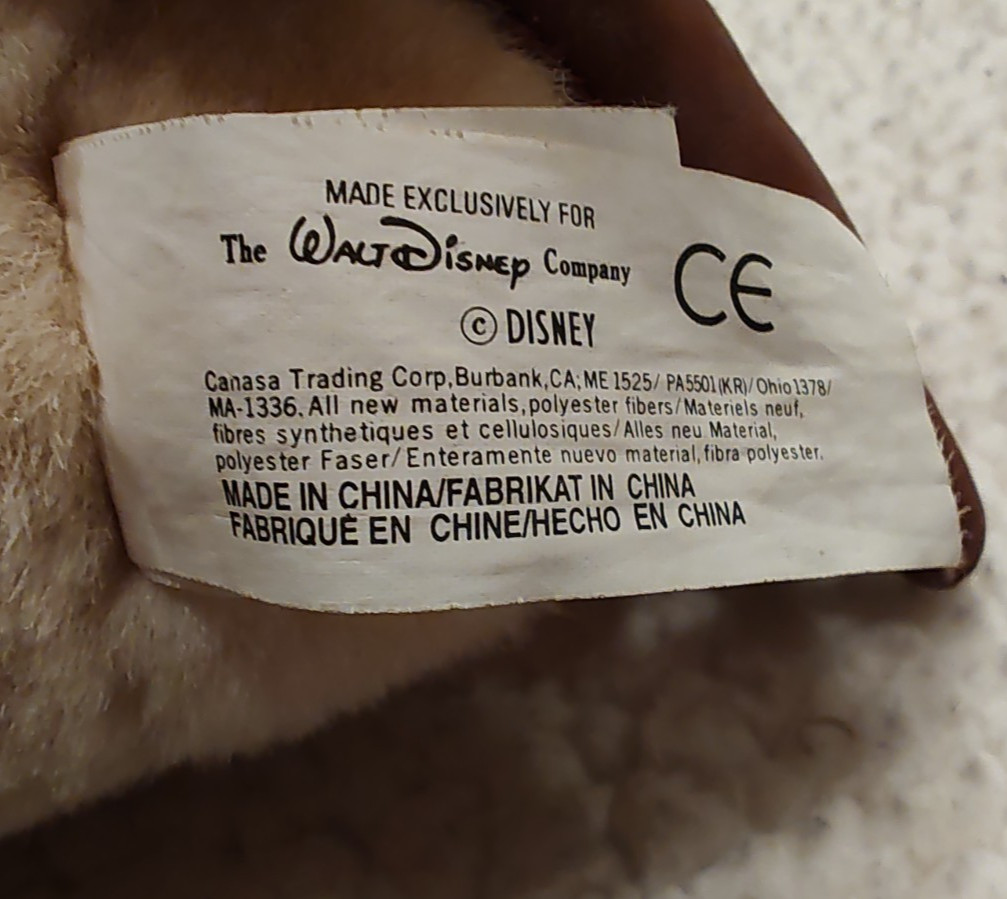 MADE EXCLUSIVELY FOR
The WALT DISNEY Company
CE
© DISNEY
Canasa Trading Corp,Burbank,CA;ME 1525/ PA5501(KR)/Ohio1378/
MA-1336. All new materials,polyester fibers/Materiels neuf,
fibres synthetiques et cellulosiques/Alles neu Material,
polyester Faser/Enteramente nuevo material,fibra polyester.
MADE IN CHINA/FABRIKAT IN CHINA
FABRIQUÉ EN CHINE/HECHO EN CHINA